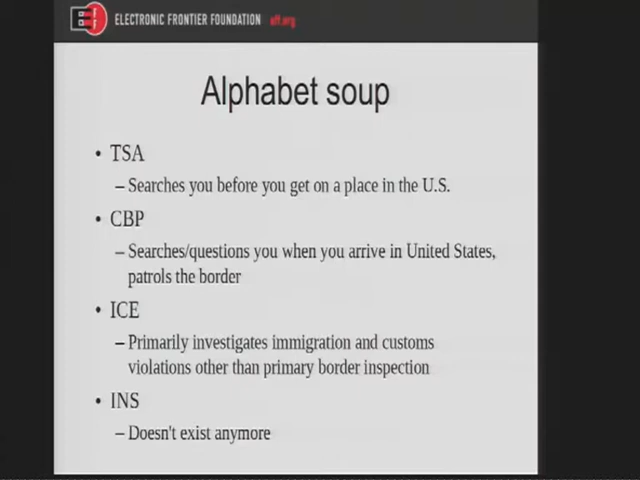 ELECTRONIC FRONTIER FOUNDATION eff.org
Alphabet soup
• TSA
– Searches you before you get on a place in the U.S.
• CBP
– Searches/questions you when you arrive in United States,
patrols the border
• ICE
– Primarily investigates immigration and customs
violations other than primary border inspection
• INS
– Doesn't exist anymore